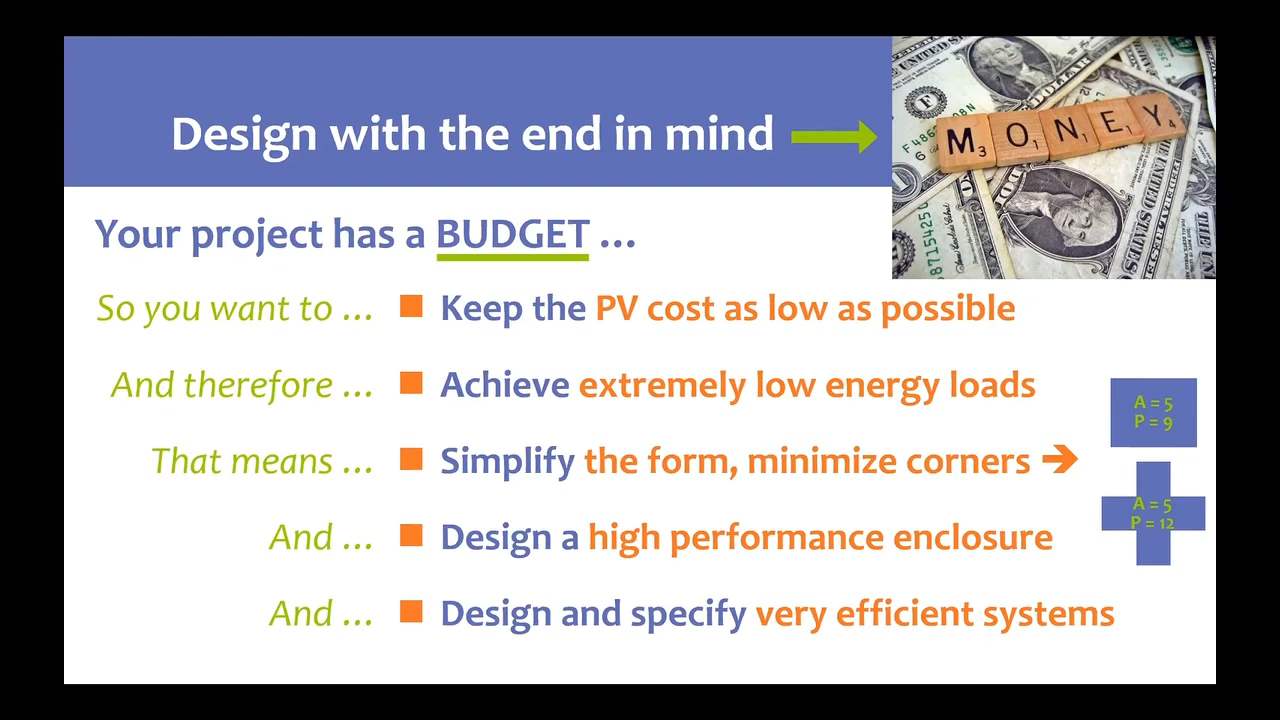 Design with the end in mind
MONEY
Your project has a BUDGET ...
So you want to ... ■ Keep the PV cost as low as possible
And therefore ... ■ Achieve extremely low energy loads
A = 5
P = 9
That means ... ■ Simplify the form, minimize corners ➔
A = 5
P = 12
And ... ■ Design a high performance enclosure
And ... ■ Design and specify very efficient systems